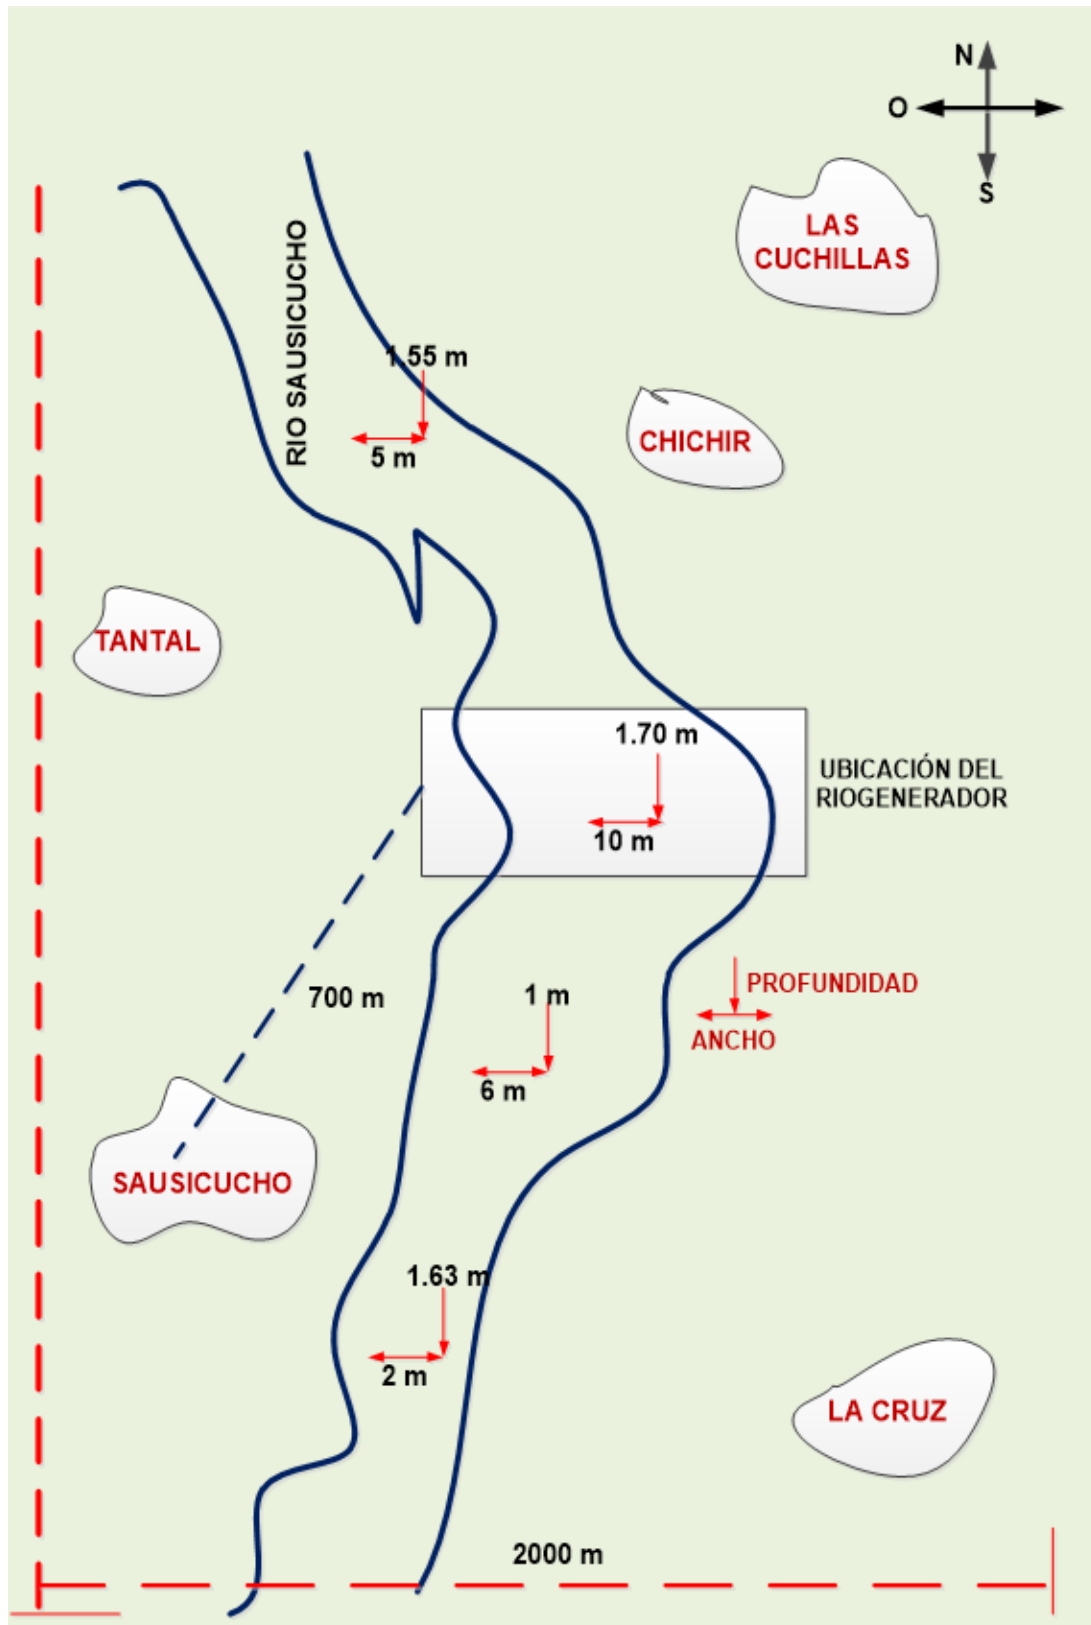 N
O
S
LAS
CUCHILLAS
RIO SAUSICUCHO
1.55 m
5 m
CHICHIR
TANTAL
1.70 m
10 m
UBICACIÓN DEL
RIOGENERADOR
700 m
1 m
6 m
PROFUNDIDAD
ANCHO
SAUSICUCHO
1.63 m
2 m
LA CRUZ
2000 m